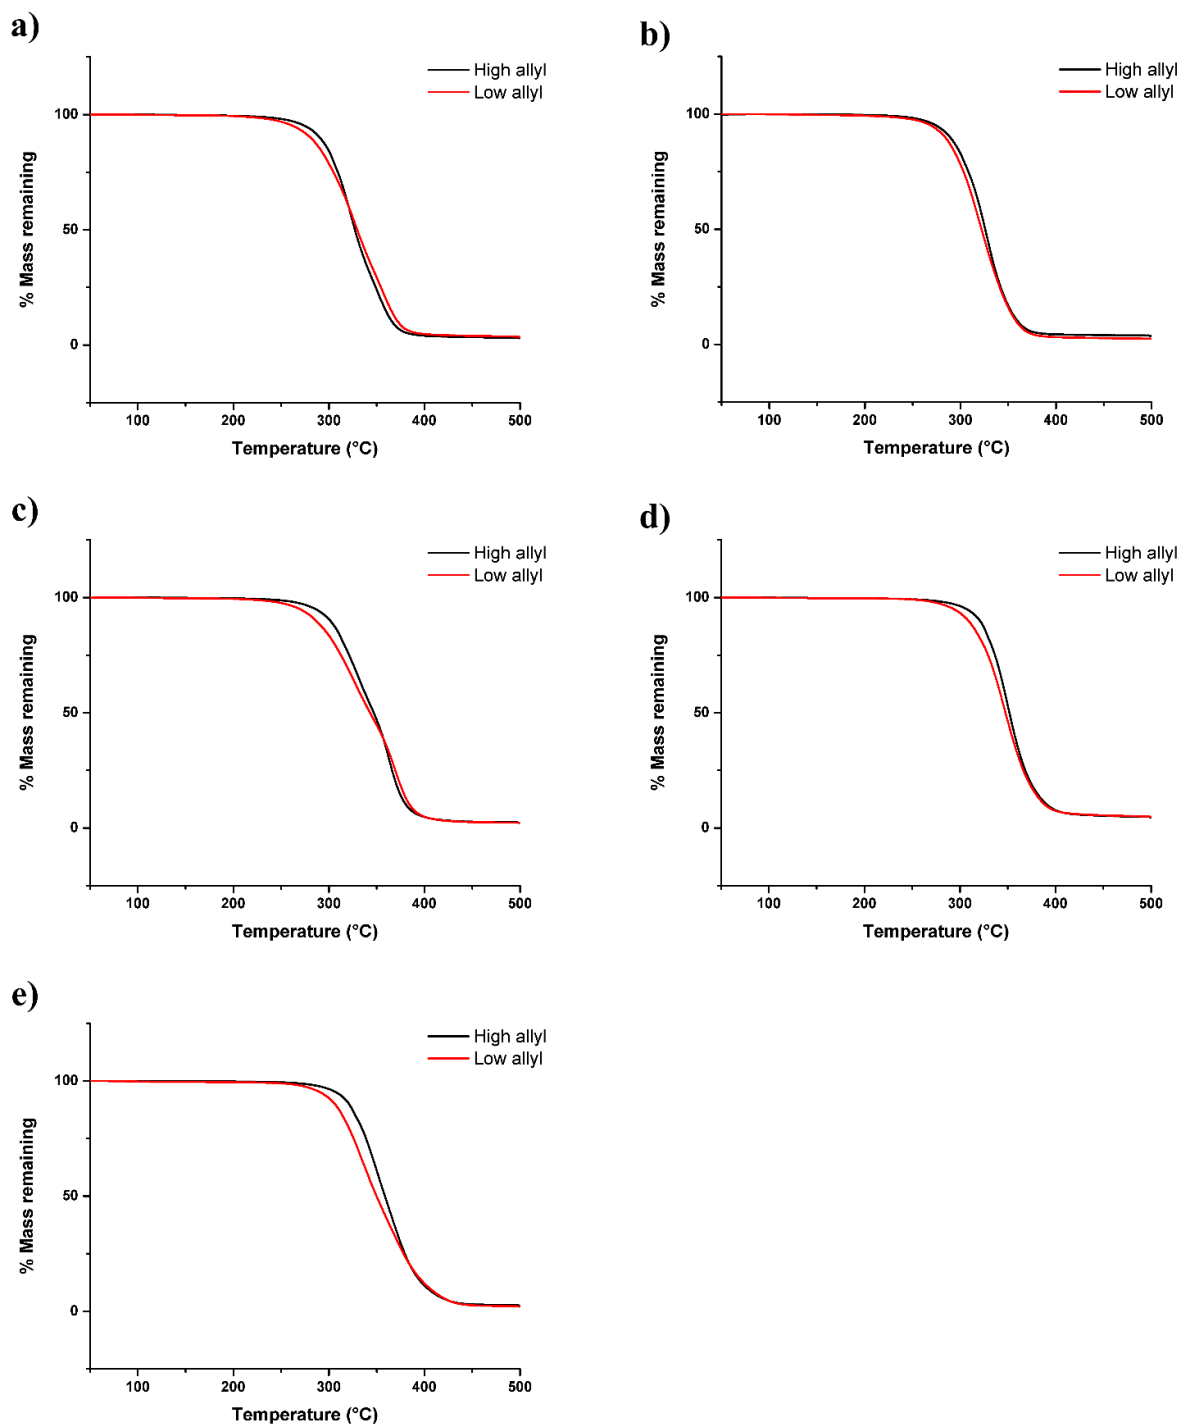 a)
High allyl
Low allyl
100
50
0
% Mass remaining
100 200 300 400 500
Temperature (°C)
b)
High allyl
Low allyl
100
50
0
% Mass remaining
100 200 300 400 500
Temperature (°C)
c)
High allyl
Low allyl
100
50
0
% Mass remaining
100 200 300 400 500
Temperature (°C)
d)
High allyl
Low allyl
100
50
0
% Mass remaining
100 200 300 400 500
Temperature (°C)
e)
High allyl
Low allyl
100
50
0
% Mass remaining
100 200 300 400 500
Temperature (°C)